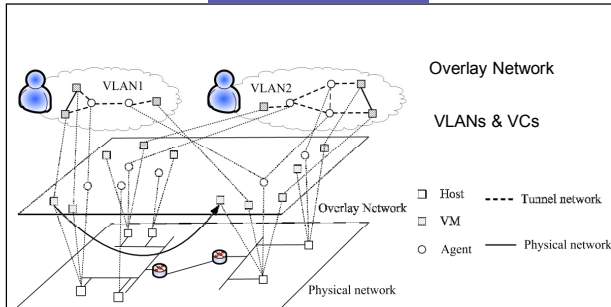 VLAN1
VLAN2
Overlay Network
VLANs & VCs
Host
Tunnel network
VM
Agent
Physical network
Overlay Network
Physical network